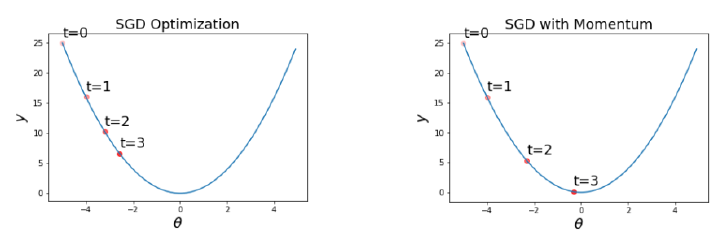 SGD Optimization
t=0
t=1
t=2
t=3
25
20
15
10
5
0
y
−4
−2
0
2
4
θ
SGD with Momentum
t=0
t=1
t=2
t=3
25
20
15
10
5
0
y
−4
−2
0
2
4
θ